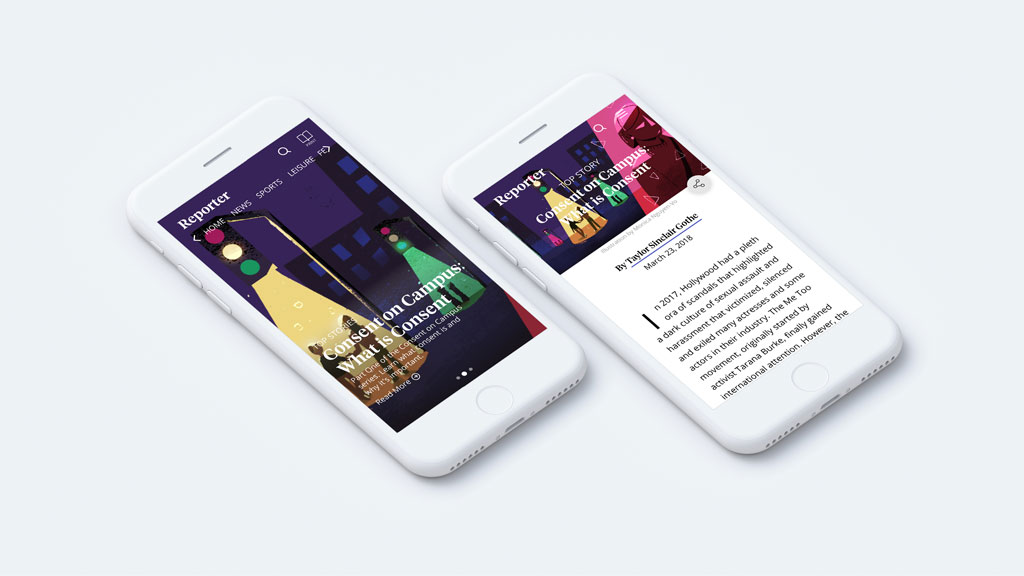 Reporter
HOME NEWS SPORTS LEISURE FE
TOP STORIES
Consent on Campus:
What is Consent
Part One of the Consent on Campus
series. Learn what consent is and
why it's important.
Read More
Reporter
TOP STORY
Consent on Campus:
What is Consent
By Taylor Sinclair Gothe
March 23, 2018
In 2017, Hollywood had a pleth
ora of scandals that highlighted
a dark culture of sexual assault and
harassment that victimized, silenced
and exiled many actresses and some
actors in their industry. The Me Too
movement, originally started by
activist Tarana Burke, finally gained
international attention. However, the